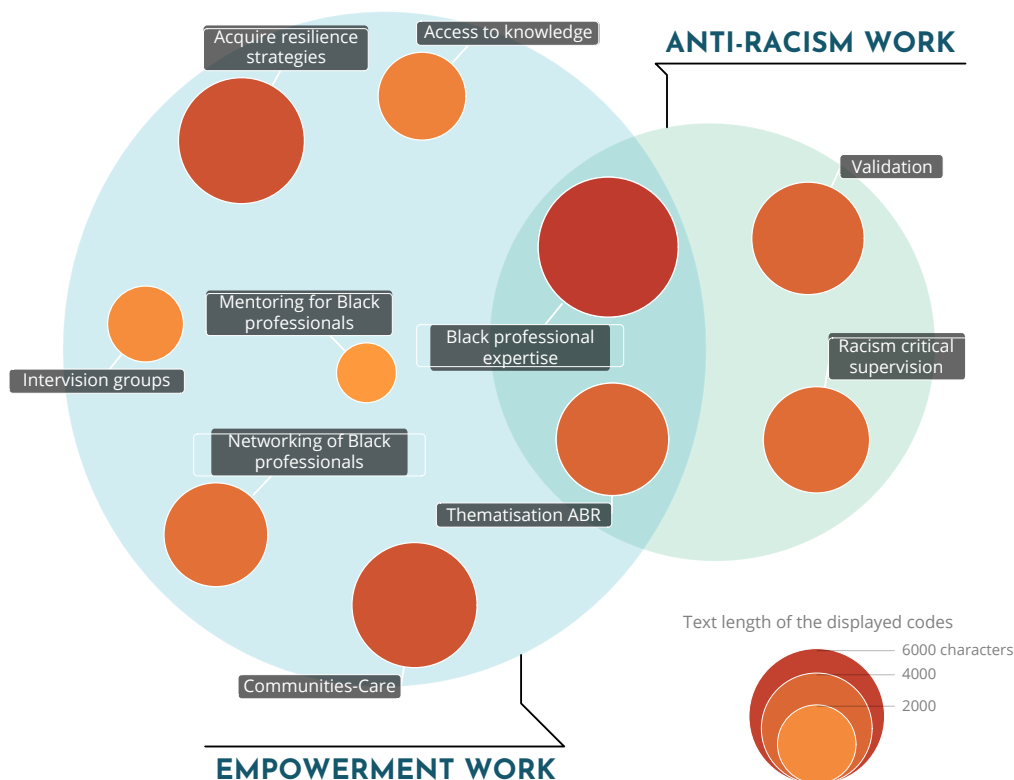 Acquire resilience
strategies
Access to knowledge
ANTI-RACISM WORK
Validation
Mentoring for Black
professionals
Black professional
expertise
Racism critical
supervision
Intervision groups
Networking of Black
professionals
Thematisation ABR
Communities-Care
EMPOWERMENT WORK
Text length of the displayed codes
6000 characters
4000
2000